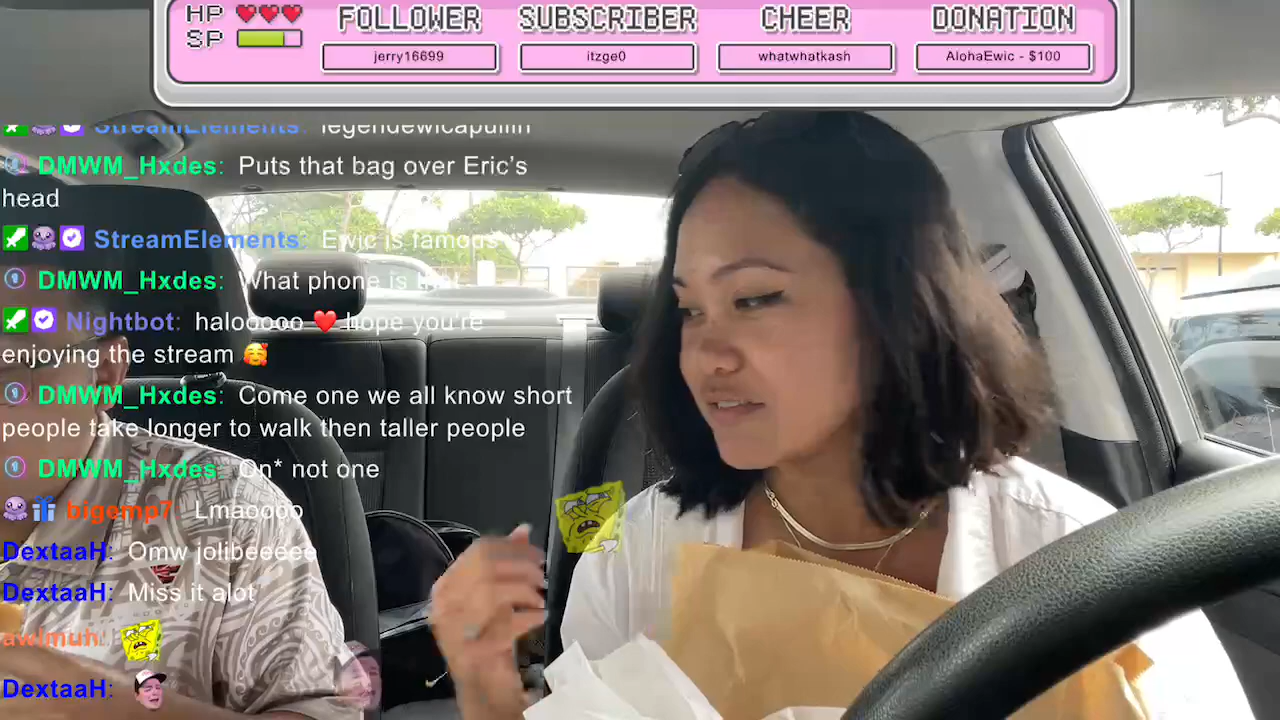 HP FOLLOWER SUBSCRIBER CHEER DONATION
SP jerry16699 itzge0 whatwhatkash AlohaEwic - $100
StreamElements: legendewicapuffin
DMWM_Hxdes: Puts that bag over Eric's
head
StreamElements: Ewic is famous
DMWM_Hxdes: What phone is that
Nightbot: halooooo ❤️ hope you're
enjoying the stream 🥰
DMWM_Hxdes: Come one we all know short
people take longer to walk then taller people
DMWM_Hxdes: On* not one
bigemp7: Lmaoooo
DextaaH: Omw jolibeeeee
DextaaH: Miss it alot
awlmuh:
DextaaH: